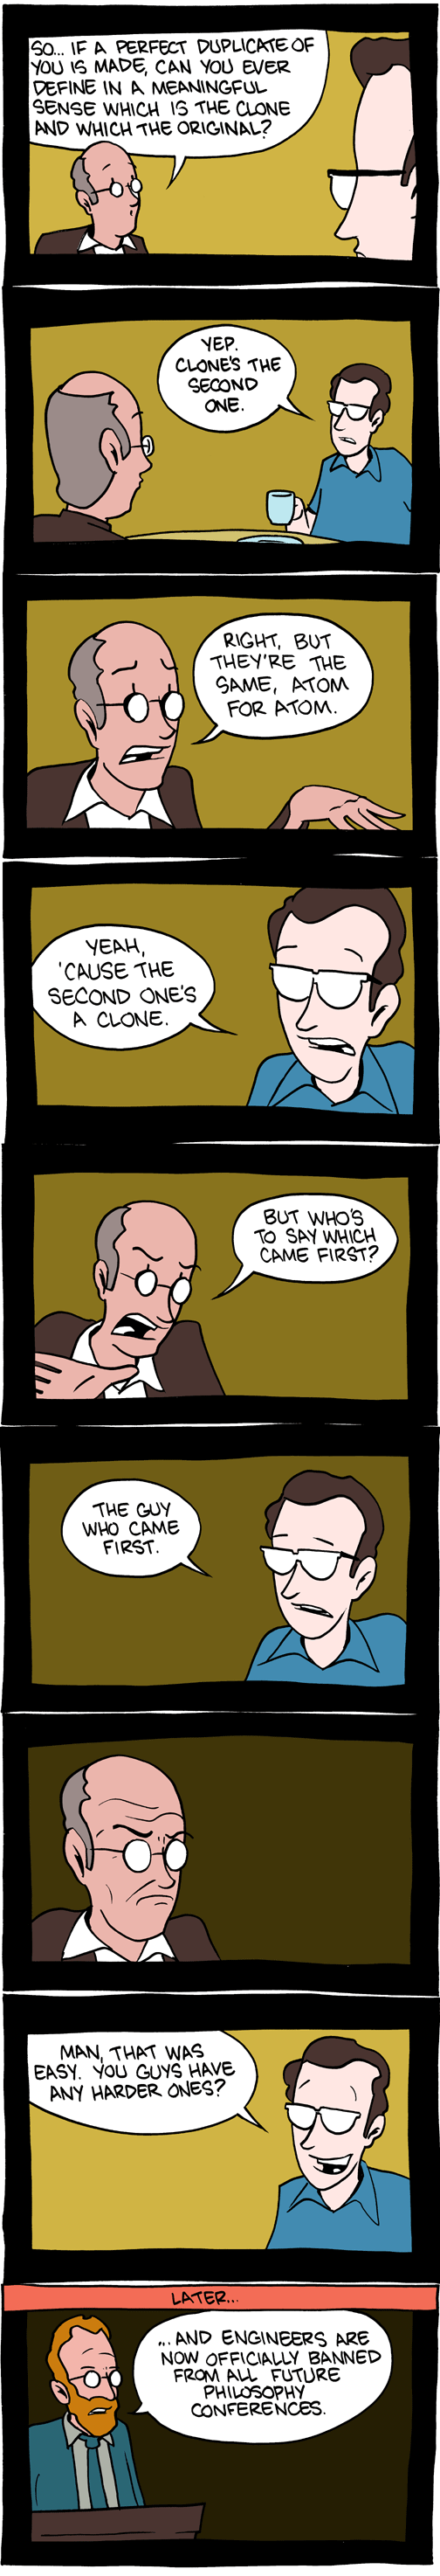 SO... IF A PERFECT DUPLICATE OF
YOU IS MADE, CAN YOU EVER
DEFINE IN A MEANINGFUL
SENSE WHICH IS THE CLONE
AND WHICH THE ORIGINAL?
YEP.
CLONE'S THE
SECOND
ONE.
RIGHT, BUT
THEY'RE THE
SAME, ATOM
FOR ATOM.
YEAH,
'CAUSE THE
SECOND ONE'S
A CLONE.
BUT WHO'S
TO SAY WHICH
CAME FIRST?
THE GUY
WHO CAME
FIRST.
MAN, THAT WAS
EASY. YOU GUYS HAVE
ANY HARDER ONES?
LATER...
...AND ENGINEERS ARE
NOW OFFICIALLY BANNED
FROM ALL FUTURE
PHILOSOPHY
CONFERENCES.